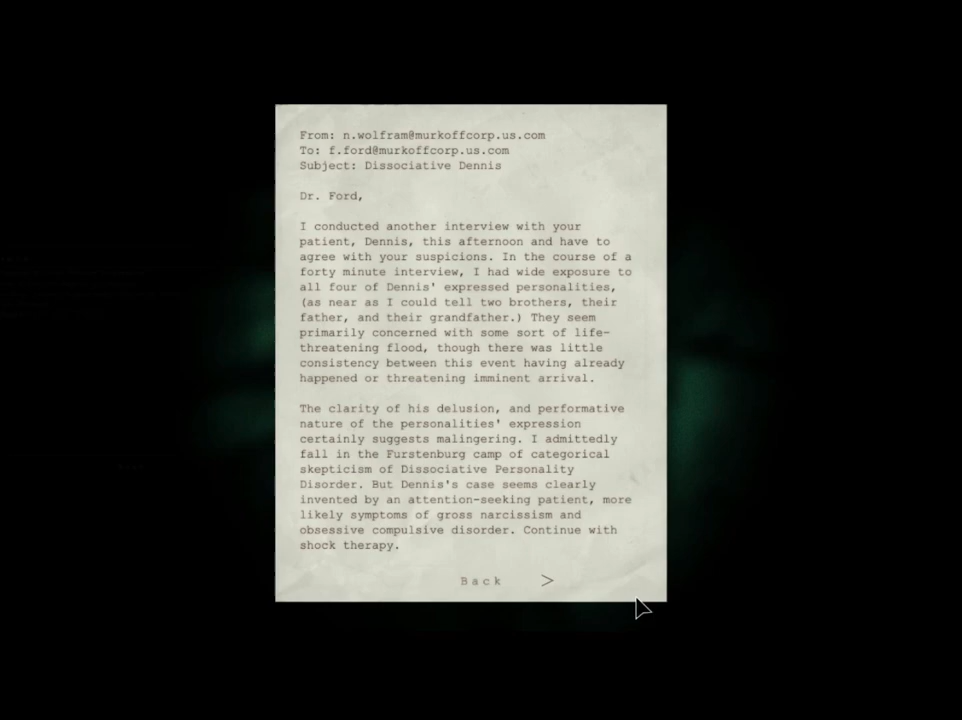 From: n.wolfram@murkoffcorp.us.com
To: f.ford@murkoffcorp.us.com
Subject: Dissociative Dennis
Dr. Ford,
I conducted another interview with your
patient, Dennis, this afternoon and have to
agree with your suspicions. In the course of a
forty minute interview, I had wide exposure to
all four of Dennis' expressed personalities,
(as near as I could tell two brothers, their
father, and their grandfather.) They seem
primarily concerned with some sort of life-
threatening flood, though there was little
consistency between this event having already
happened or threatening imminent arrival.
The clarity of his delusion, and performative
nature of the personalities' expression
certainly suggests malingering. I admittedly
fall in the Furstenburg camp of categorical
skepticism of Dissociative Personality
Disorder. But Dennis's case seems clearly
invented by an attention-seeking patient, more
likely symptoms of gross narcissism and
obsessive compulsive disorder. Continue with
shock therapy.
Back >